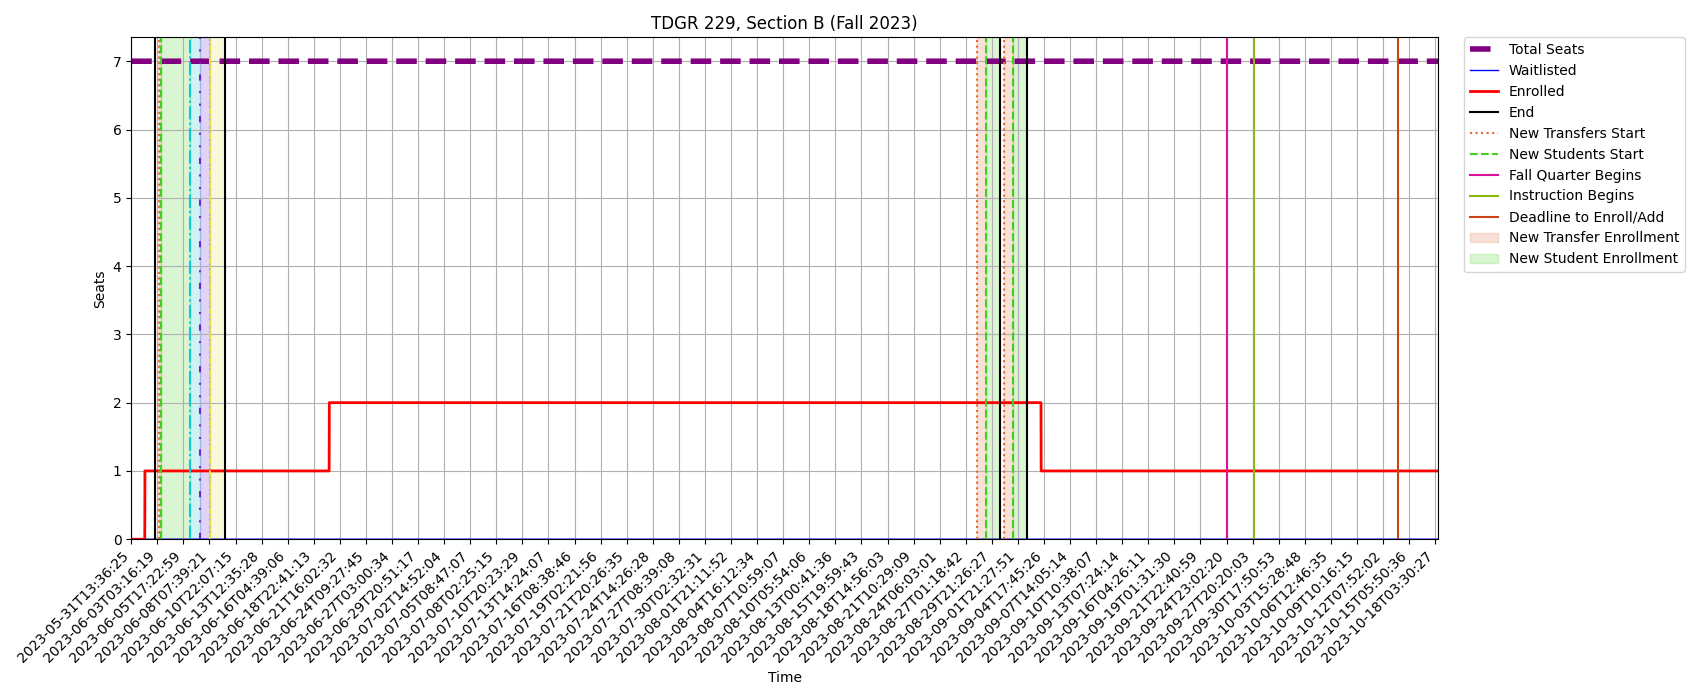 TDGR 229, Section B (Fall 2023)
Seats
7
6
5
4
3
2
1
0
2023-05-31T13:36:25
2023-06-03T03:16:19
2023-06-05T17:22:59
2023-06-08T07:39:21
2023-06-10T22:07:15
2023-06-13T12:35:28
2023-06-16T04:39:06
2023-06-18T22:41:13
2023-06-21T16:02:32
2023-06-24T09:27:45
2023-06-27T03:00:34
2023-06-29T20:51:17
2023-07-02T14:52:04
2023-07-05T08:47:07
2023-07-08T02:25:15
2023-07-10T20:23:29
2023-07-13T14:24:07
2023-07-16T08:38:46
2023-07-19T02:21:56
2023-07-21T20:26:35
2023-07-24T14:26:28
2023-07-27T08:39:08
2023-07-30T02:32:31
2023-08-01T21:11:52
2023-08-04T16:12:34
2023-08-07T10:59:07
2023-08-10T05:54:06
2023-08-13T00:41:36
2023-08-15T19:59:43
2023-08-18T14:56:03
2023-08-21T10:29:09
2023-08-24T06:03:01
2023-08-27T01:18:42
2023-08-29T21:26:27
2023-09-01T21:27:51
2023-09-04T17:45:26
2023-09-07T14:05:14
2023-09-10T10:38:07
2023-09-13T07:24:14
2023-09-16T04:26:11
2023-09-19T01:31:30
2023-09-21T22:40:59
2023-09-24T23:02:20
2023-09-27T20:20:03
2023-09-30T17:50:53
2023-10-03T15:28:48
2023-10-06T12:46:35
2023-10-09T10:16:15
2023-10-12T07:52:02
2023-10-15T05:50:36
2023-10-18T03:30:27
Time
Total Seats
Waitlisted
Enrolled
End
New Transfers Start
New Students Start
Fall Quarter Begins
Instruction Begins
Deadline to Enroll/Add
New Transfer Enrollment
New Student Enrollment